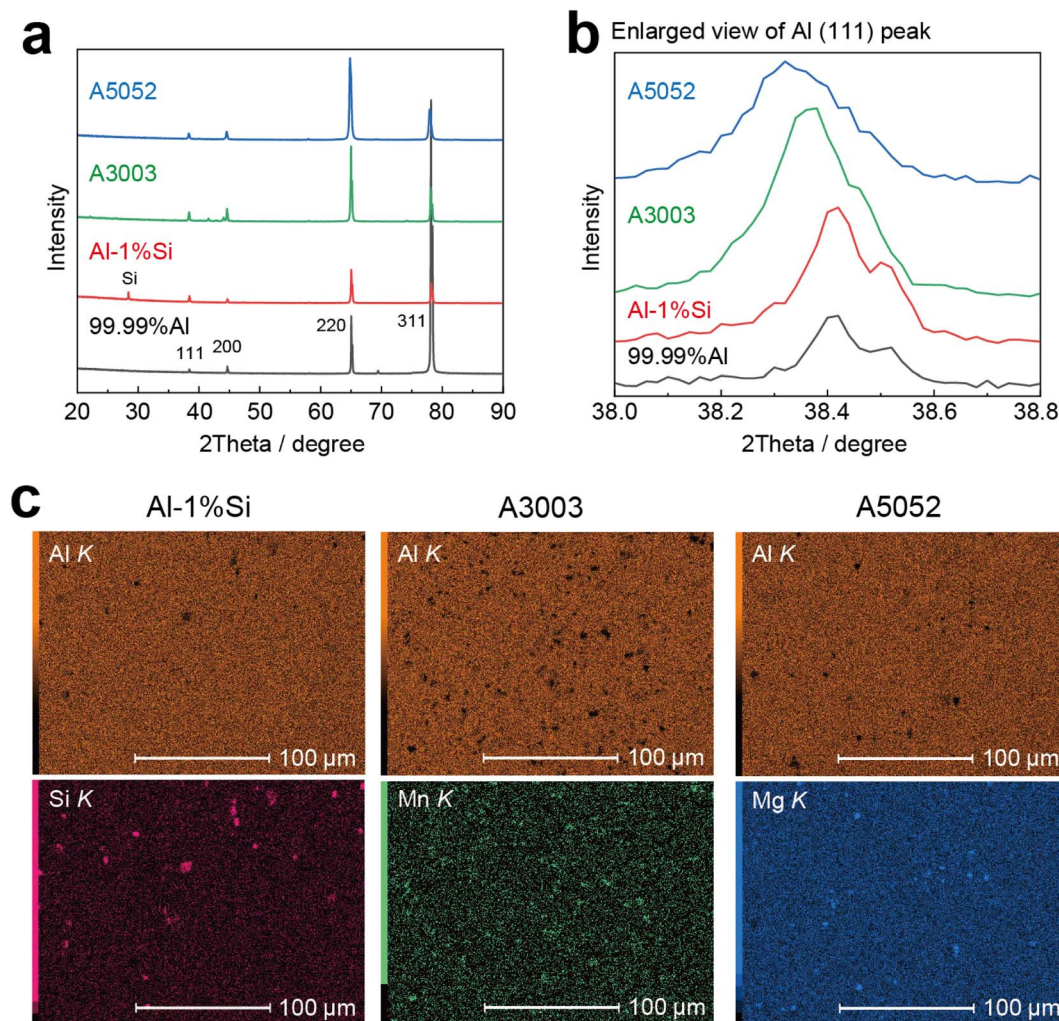 a
A5052
A3003
Al-1%Si
Si
99.99%Al
111
200
220
311
Intensity
20 30 40 50 60 70 80 90
2Theta / degree
b Enlarged view of Al (111) peak
A5052
A3003
Al-1%Si
99.99%Al
Intensity
38.0 38.2 38.4 38.6 38.8
2Theta / degree
c
Al-1%Si A3003 A5052
Al K Al K Al K
100 µm 100 µm 100 µm
Si K Mn K Mg K
100 µm 100 µm 100 µm